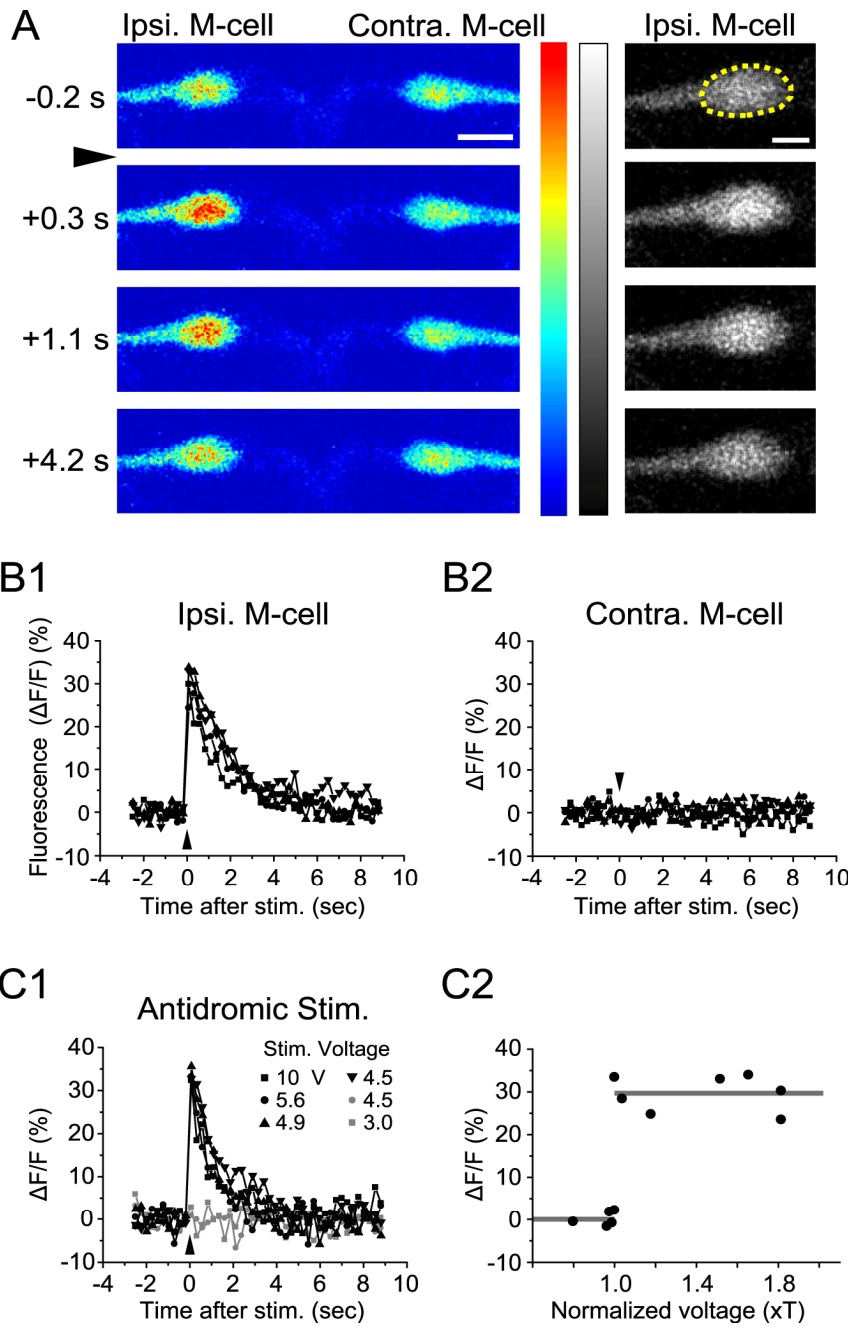 A
Ipsi. M-cell Contra. M-cell Ipsi. M-cell
-0.2 s
+0.3 s
+1.1 s
+4.2 s
B1
Ipsi. M-cell
Fluorescence (ΔF/F) (%)
40
30
20
10
0
-10
-4 -2 0 2 4 6 8 10
Time after stim. (sec)
B2
Contra. M-cell
ΔF/F (%)
40
30
20
10
0
-10
-4 -2 0 2 4 6 8 10
Time after stim. (sec)
C1
Antidromic Stim.
Stim. Voltage
10 V 4.5
5.6 4.5
4.9 3.0
ΔF/F (%)
40
30
20
10
0
-10
-4 -2 0 2 4 6 8 10
Time after stim. (sec)
C2
ΔF/F (%)
40
30
20
10
0
-10
1.0 1.4 1.8
Normalized voltage (xT)